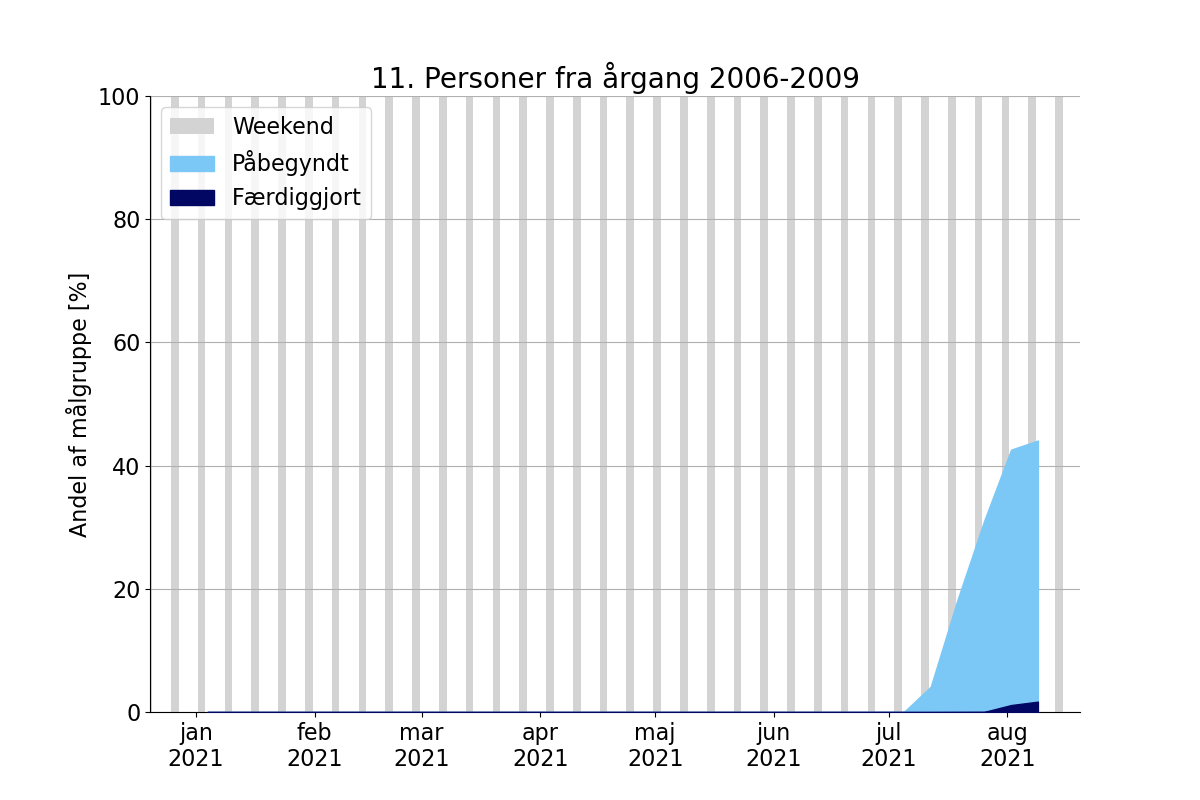 11. Personer fra årgang 2006-2009
100
80
60
40
20
0
Andel af målgruppe [%]
Weekend
Påbegyndt
Færdiggjort
jan feb mar apr maj jun jul aug
2021 2021 2021 2021 2021 2021 2021 2021